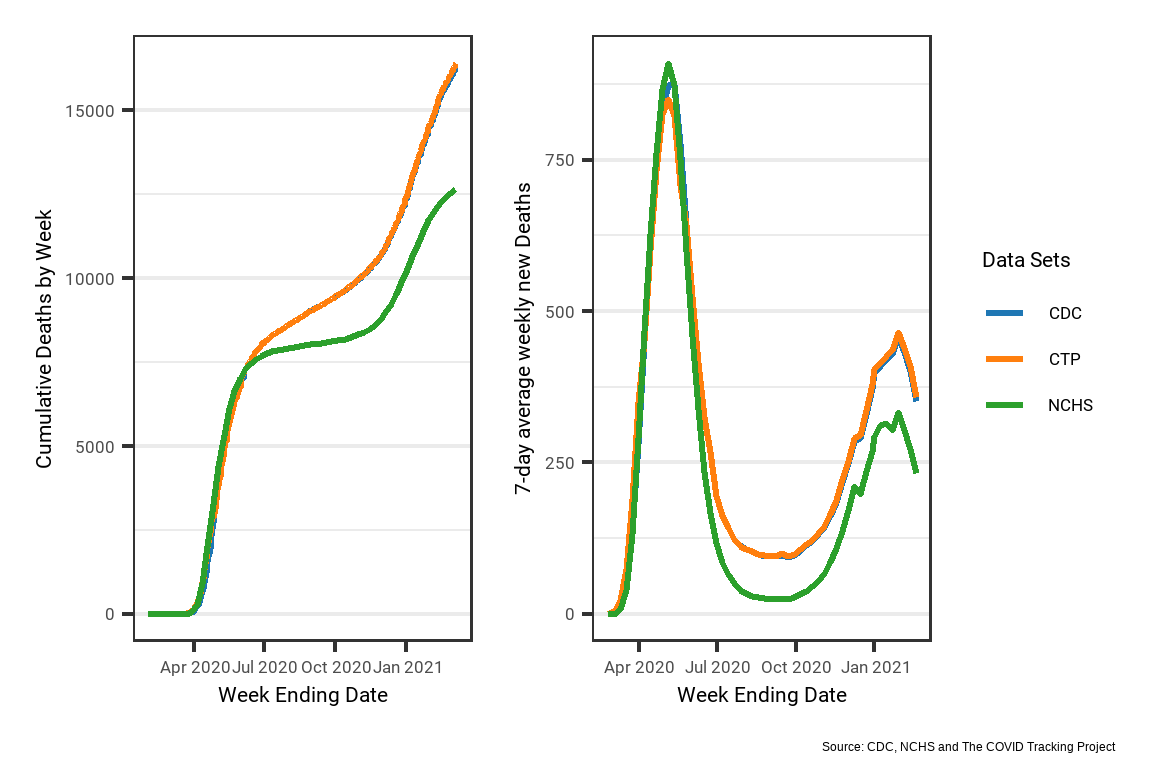 Cumulative Deaths by Week
15000
10000
5000
0
Apr 2020 Jul 2020 Oct 2020 Jan 2021
Week Ending Date
7-day average weekly new Deaths
750
500
250
0
Apr 2020 Jul 2020 Oct 2020 Jan 2021
Week Ending Date
Data Sets
CDC
CTP
NCHS
Source: CDC, NCHS and The COVID Tracking Project